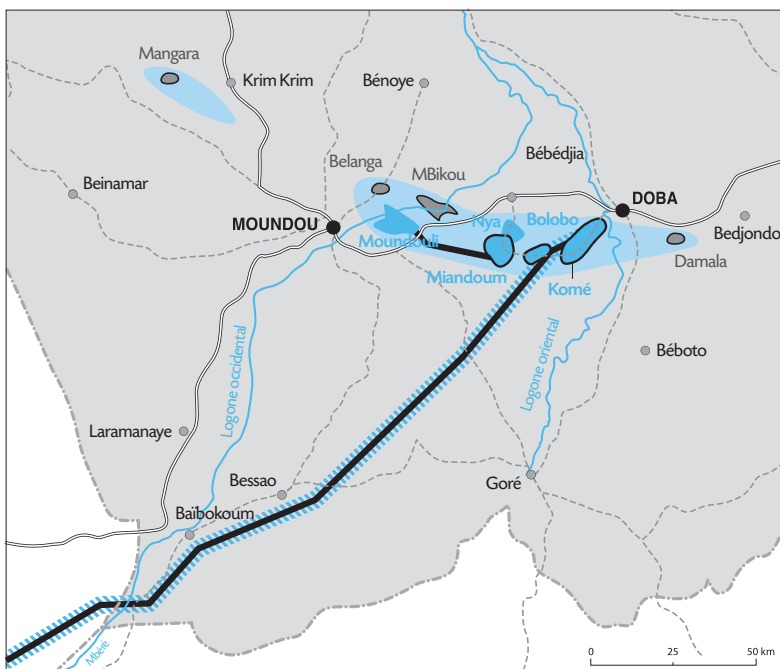 Mangara
Krim Krim
Bénoye
Belanga
MBikou
Bébédjia
Beinamar
DOBA
MOUNDOU
Nya
Bolobo
Bedjondo
Moundouli
Damala
Miandoum
Komé
Logone occidental
Logone oriental
Béboto
Laramanaye
Bessao
Goré
Baïbokoum
Mbéré
0 25 50 km